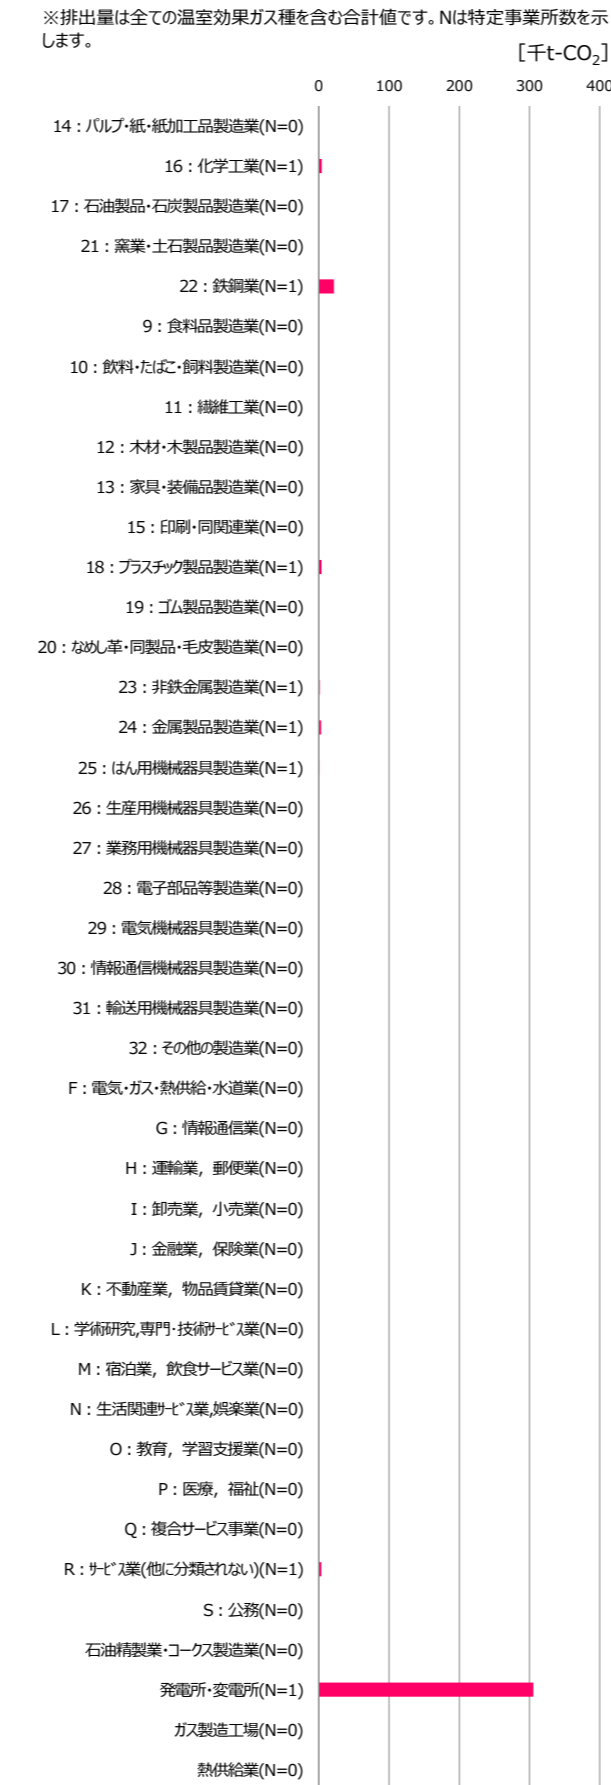 ※排出量は全ての温室効果ガス種を含む合計値です。Nは特定事業所数を示
します。
[千t-CO₂]
0 100 200 300 400
14：パルプ・紙・紙加工品製造業(N=0)
16：化学工業(N=1)
17：石油製品・石炭製品製造業(N=0)
21：窯業・土石製品製造業(N=0)
22：鉄鋼業(N=1)
9：食料品製造業(N=0)
10：飲料・たばこ・飼料製造業(N=0)
11：繊維工業(N=0)
12：木材・木製品製造業(N=0)
13：家具・装備品製造業(N=0)
15：印刷・同関連業(N=0)
18：プラスチック製品製造業(N=1)
19：ゴム製品製造業(N=0)
20：なめし革・同製品・毛皮製造業(N=0)
23：非鉄金属製造業(N=1)
24：金属製品製造業(N=1)
25：はん用機械器具製造業(N=1)
26：生産用機械器具製造業(N=0)
27：業務用機械器具製造業(N=0)
28：電子部品等製造業(N=0)
29：電気機械器具製造業(N=0)
30：情報通信機械器具製造業(N=0)
31：輸送用機械器具製造業(N=0)
32：その他の製造業(N=0)
F：電気・ガス・熱供給・水道業(N=0)
G：情報通信業(N=0)
H：運輸業，郵便業(N=0)
I：卸売業，小売業(N=0)
J：金融業，保険業(N=0)
K：不動産業，物品賃貸業(N=0)
L：学術研究,専門・技術ｻｰﾋﾞｽ業(N=0)
M：宿泊業，飲食サービス業(N=0)
N：生活関連ｻｰﾋﾞｽ業,娯楽業(N=0)
O：教育，学習支援業(N=0)
P：医療，福祉(N=0)
Q：複合サービス事業(N=0)
R：ｻｰﾋﾞｽ業(他に分類されない)(N=1)
S：公務(N=0)
石油精製業・コークス製造業(N=0)
発電所・変電所(N=1)
ガス製造工場(N=0)
熱供給業(N=0)